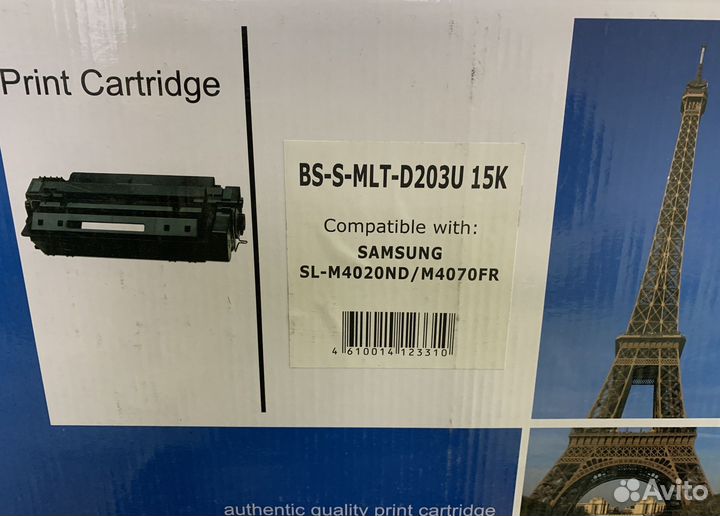 Print Cartridge
BS-S-MLT-D203U 15K
Compatible with:
SAMSUNG
SL-M4020ND/M4070FR
4 610014 123310
authentic quality print cartridge
Avito